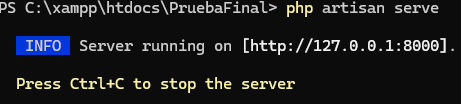 PS C:\xampp\htdocs\PruebaFinal> php artisan serve
INFO Server running on [http://127.0.0.1:8000].
Press Ctrl+C to stop the server